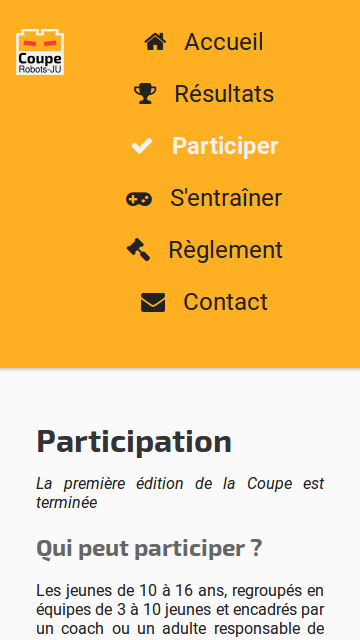 Coupe
Robots-JU
Accueil
Résultats
Participer
S'entraîner
Règlement
Contact
Participation
La première édition de la Coupe est
terminée
Qui peut participer ?
Les jeunes de 10 à 16 ans, regroupés en
équipes de 3 à 10 jeunes et encadrés par
un coach ou un adulte responsable de